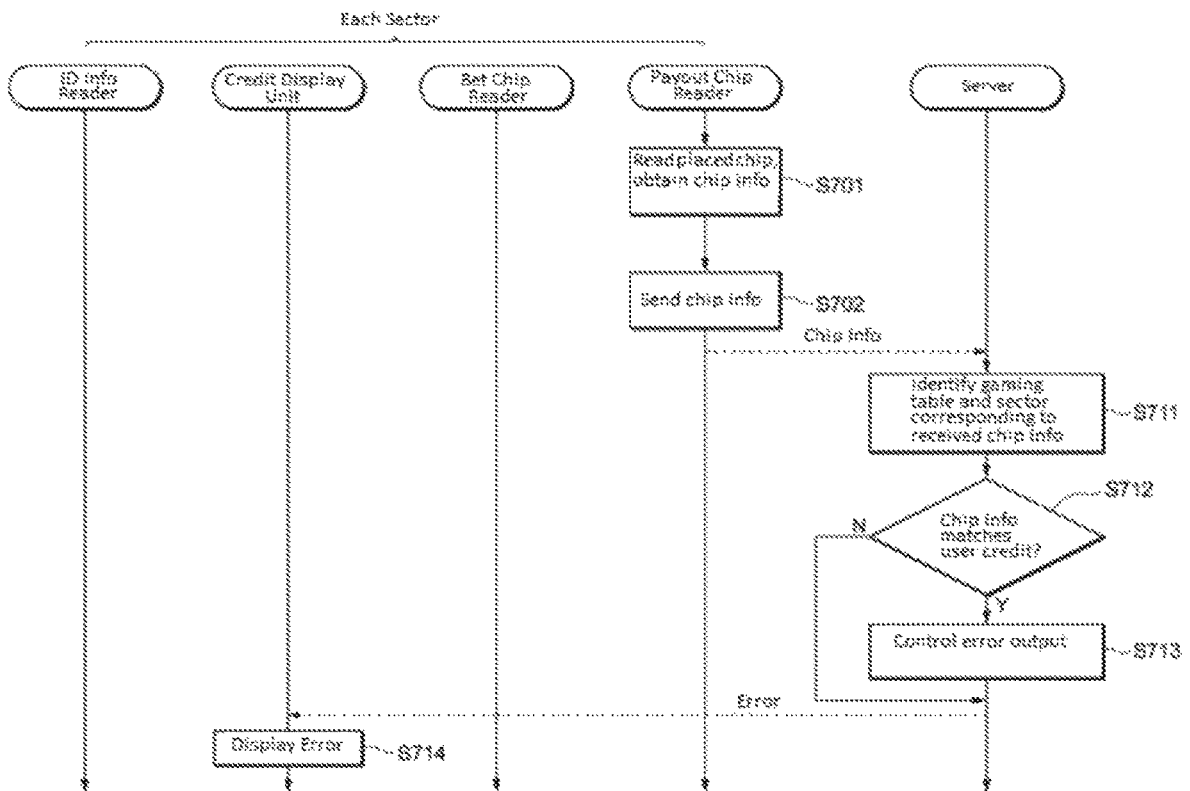 Each Sector
ID Info
Reader
Credit Display
Unit
Bet Chip
Reader
Payout Chip
Reader
Server
Read placed chip,
obtain chip info
S701
Send chip info
S702
Chip Info
Identify gaming
table and sector
corresponding to
received chip info
S711
S712
Chip info
matches
user credit?
N
Y
Control error output
S713
Error
Display Error
S714